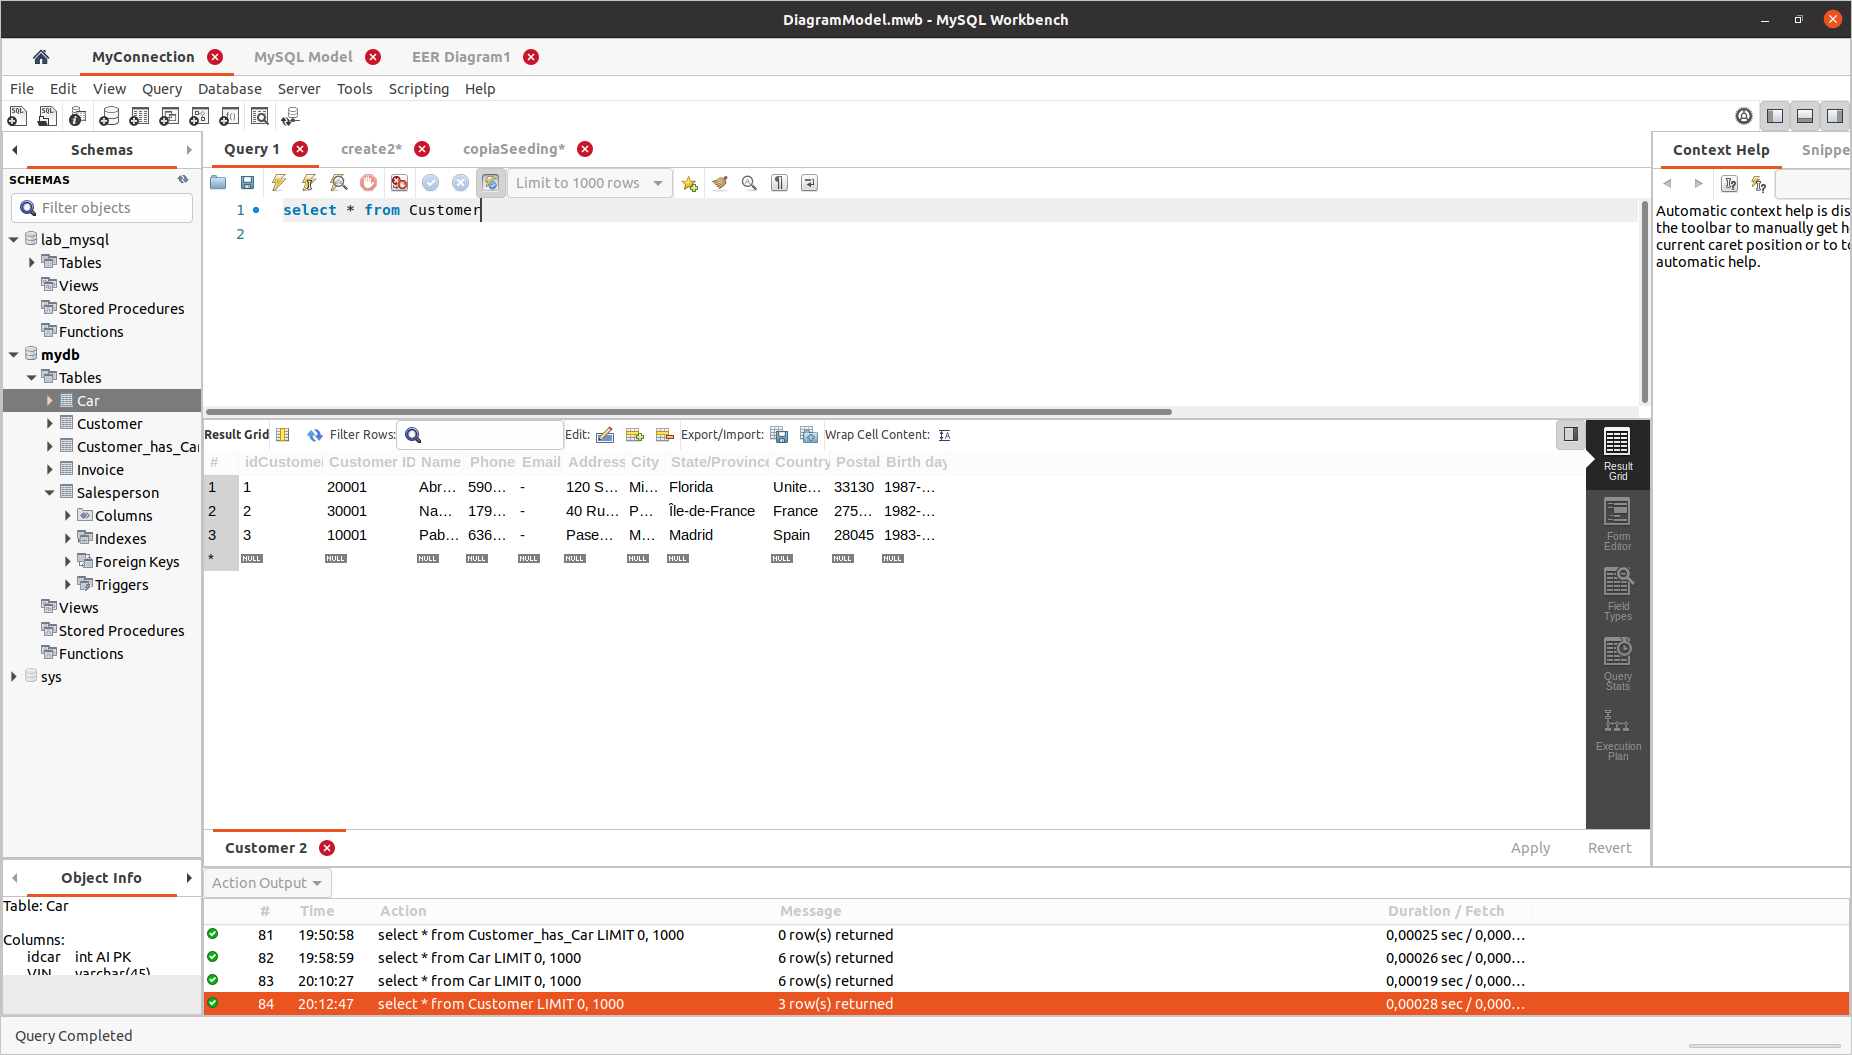 DiagramModel.mwb - MySQL Workbench
MyConnection MySQL Model EER Diagram1
File Edit View Query Database Server Tools Scripting Help
Schemas
SCHEMAS
Filter objects
lab_mysql
Tables
Views
Stored Procedures
Functions
mydb
Tables
Car
Customer
Customer_has_Car
Invoice
Salesperson
Columns
Indexes
Foreign Keys
Triggers
Views
Stored Procedures
Functions
sys
Query 1 create2* copiaSeeding*
Limit to 1000 rows
1 select * from Customer
2
Context Help Snippe
Automatic context help is dis
the toolbar to manually get h
current caret position or to to
automatic help.
Result Grid Filter Rows: Edit: Export/Import: Wrap Cell Content:
# idCustomer Customer ID Name Phone Email Address City State/Province Country Postal Birth day
1 1 20001 Abr... 590... - 120 S... Mi... Florida Unite... 33130 1987-...
2 2 30001 Na... 179... - 40 Ru... P... Île-de-France France 275... 1982-...
3 3 10001 Pab... 636... - Pase... M... Madrid Spain 28045 1983-...
* NULL NULL NULL NULL NULL NULL NULL NULL NULL NULL NULL
Result Grid
Form Editor
Field Types
Query Stats
Execution Plan
Customer 2 Apply Revert
Object Info
Table: Car
Columns:
idcar int AI PK
VIN varchar(45)
Action Output
# Time Action Message Duration / Fetch
81 19:50:58 select * from Customer_has_Car LIMIT 0, 1000 0 row(s) returned 0,00025 sec / 0,000...
82 19:58:59 select * from Car LIMIT 0, 1000 6 row(s) returned 0,00026 sec / 0,000...
83 20:10:27 select * from Car LIMIT 0, 1000 6 row(s) returned 0,00019 sec / 0,000...
84 20:12:47 select * from Customer LIMIT 0, 1000 3 row(s) returned 0,00028 sec / 0,000...
Query Completed